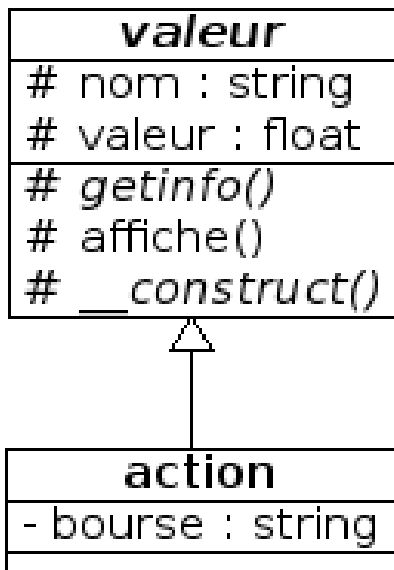 valeur
# nom : string
# valeur : float
# getinfo()
# affiche()
# __construct()
action
- bourse : string